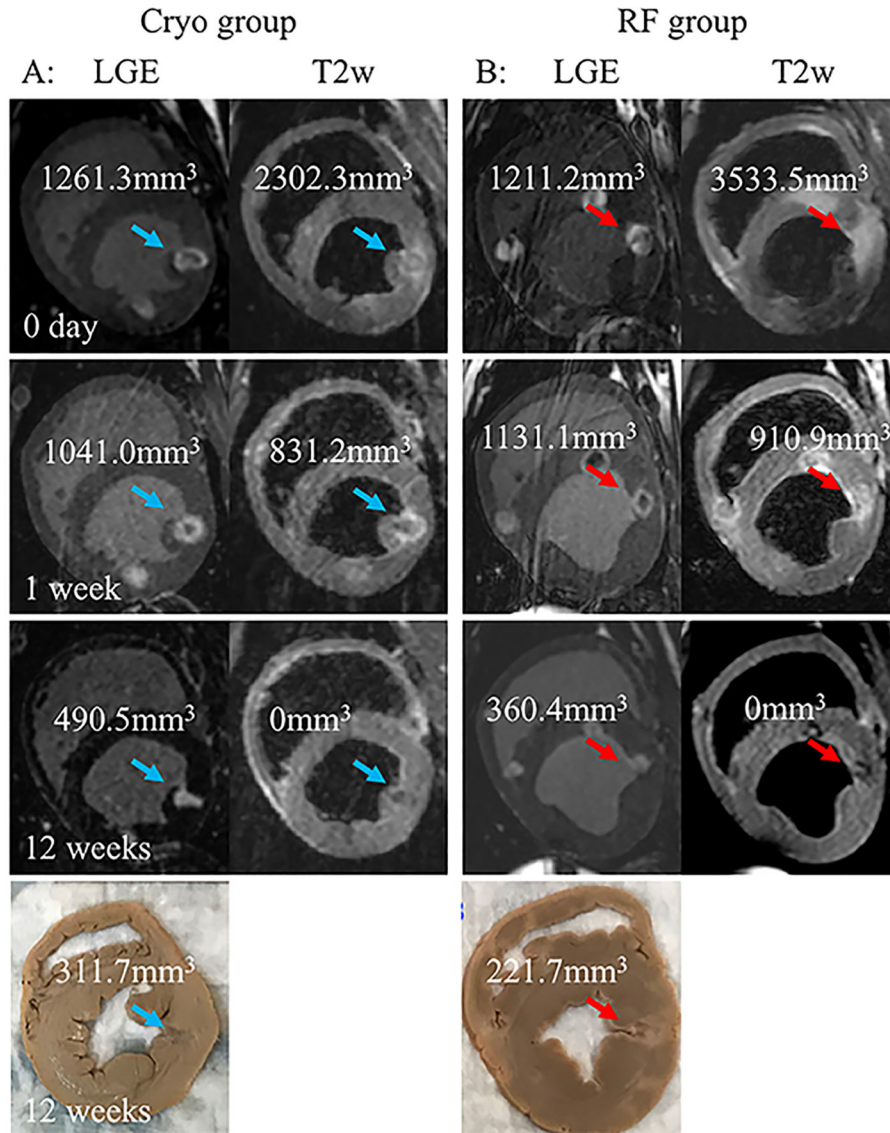 Cryo group RF group
A: LGE T2w B: LGE T2w
1261.3mm³ 2302.3mm³ 1211.2mm³ 3533.5mm³
0 day
1041.0mm³ 831.2mm³ 1131.1mm³ 910.9mm³
1 week
490.5mm³ 0mm³ 360.4mm³ 0mm³
12 weeks
311.7mm³ 221.7mm³
12 weeks